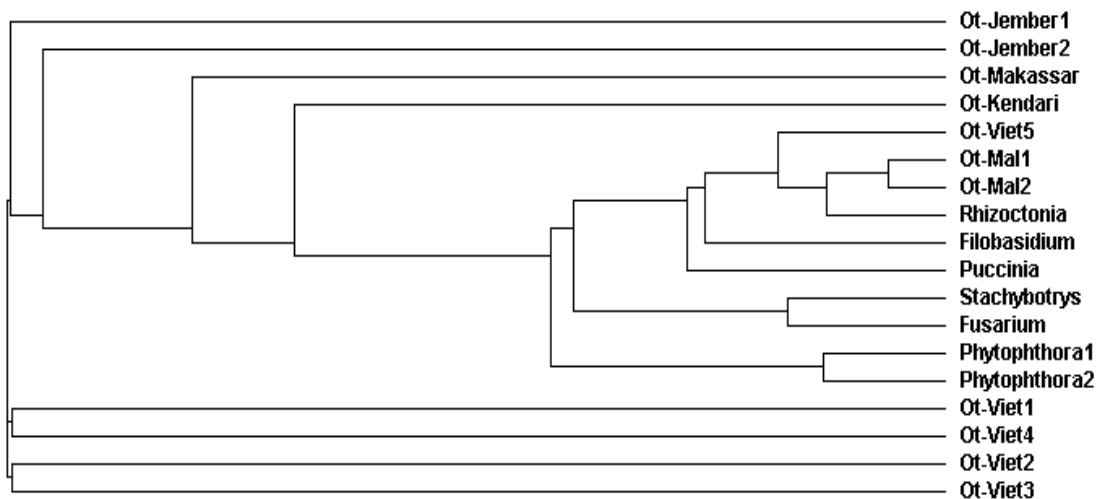 Ot-Jember1
Ot-Jember2
Ot-Makassar
Ot-Kendari
Ot-Viet5
Ot-Mal1
Ot-Mal2
Rhizoctonia
Filobasidium
Puccinia
Stachybotrys
Fusarium
Phytophthora1
Phytophthora2
Ot-Viet1
Ot-Viet4
Ot-Viet2
Ot-Viet3